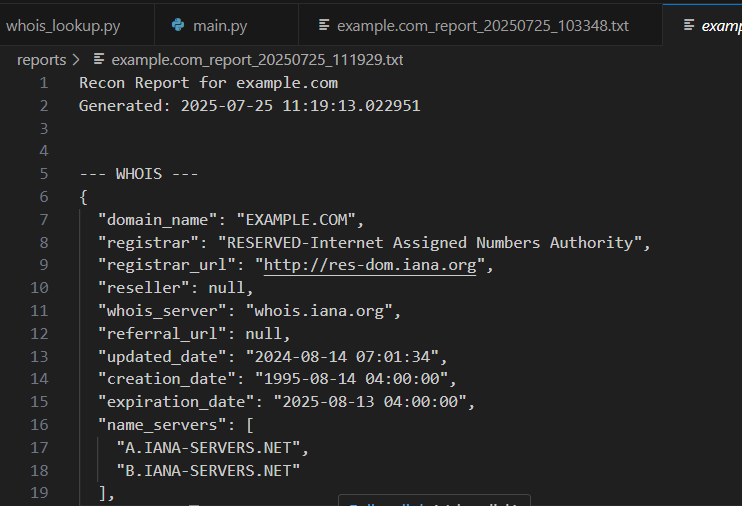 whois_lookup.py main.py example.com_report_20250725_103348.txt
reports > example.com_report_20250725_111929.txt
1 Recon Report for example.com
2 Generated: 2025-07-25 11:19:13.022951
3
4
5 --- WHOIS ---
6 {
7 "domain_name": "EXAMPLE.COM",
8 "registrar": "RESERVED-Internet Assigned Numbers Authority",
9 "registrar_url": "http://res-dom.iana.org",
10 "reseller": null,
11 "whois_server": "whois.iana.org",
12 "referral_url": null,
13 "updated_date": "2024-08-14 07:01:34",
14 "creation_date": "1995-08-14 04:00:00",
15 "expiration_date": "2025-08-13 04:00:00",
16 "name_servers": [
17 "A.IANA-SERVERS.NET",
18 "B.IANA-SERVERS.NET"
19 ],